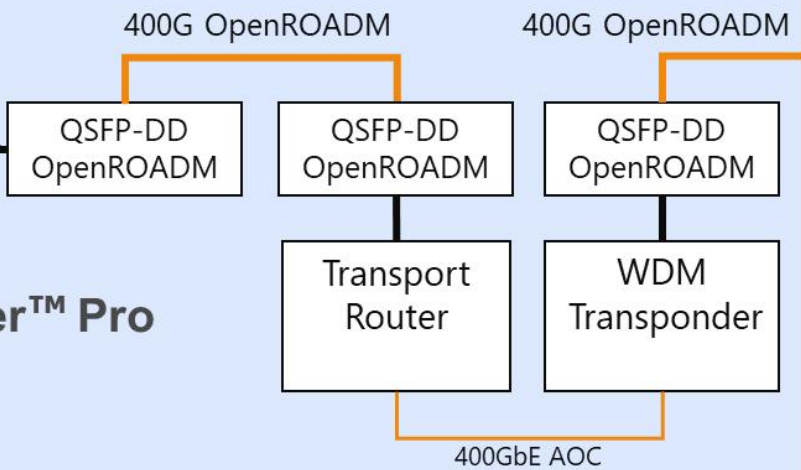 400G OpenROADM
400G OpenROADM
QSFP-DD
OpenROADM
QSFP-DD
OpenROADM
QSFP-DD
OpenROADM
Transport
Router
WDM
Transponder
er™ Pro
400GbE AOC